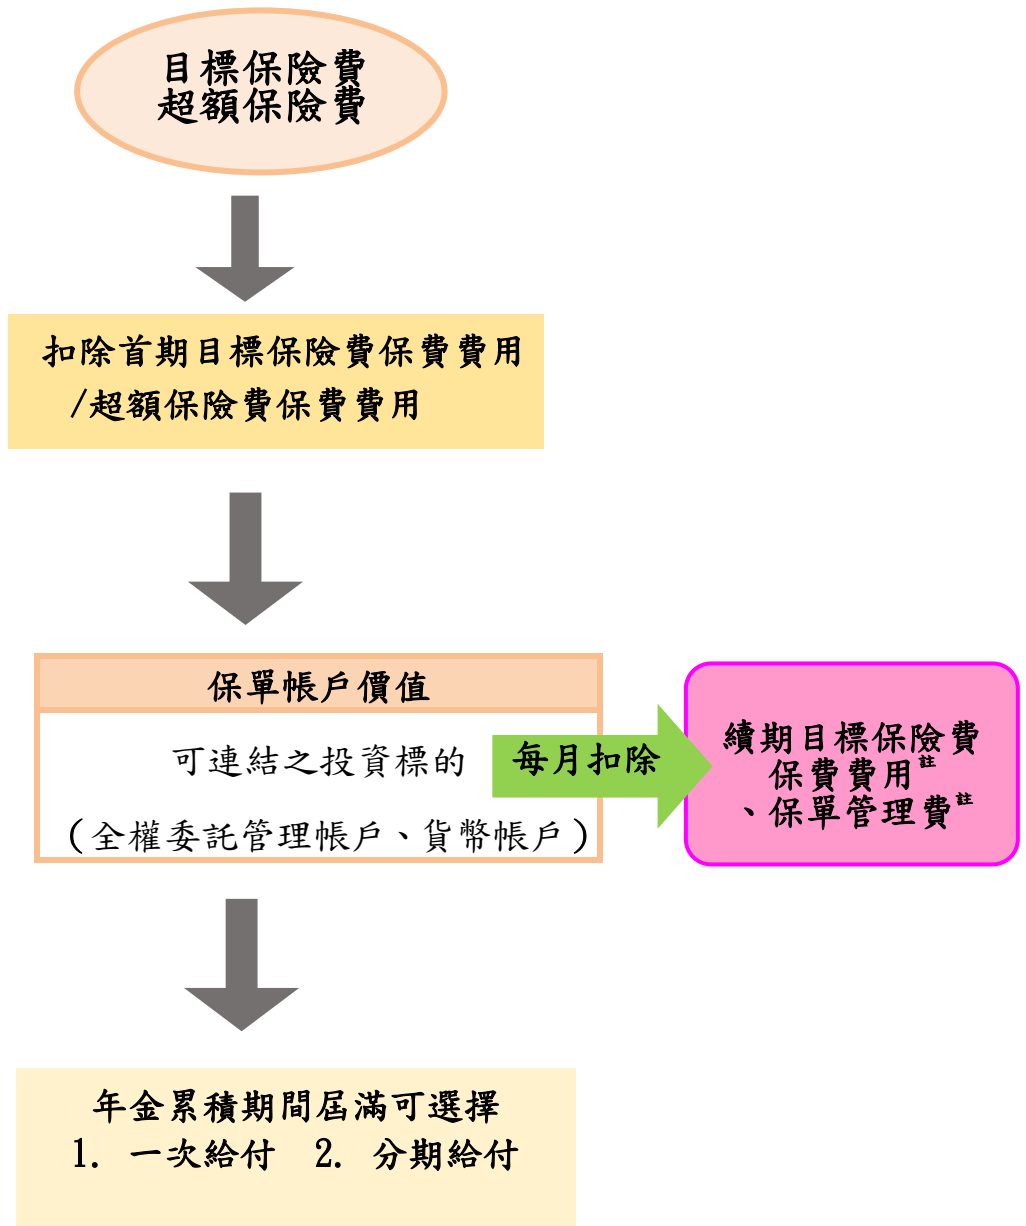 目標保險費
超額保險費
扣除首期目標保險費保費費用
/超額保險費保費費用
保單帳戶價值
可連結之投資標的
(全權委託管理帳戶、貨幣帳戶)
每月扣除
續期目標保險費
保費費用註
、保單管理費註
年金累積期間屆滿可選擇
1. 一次給付 2. 分期給付